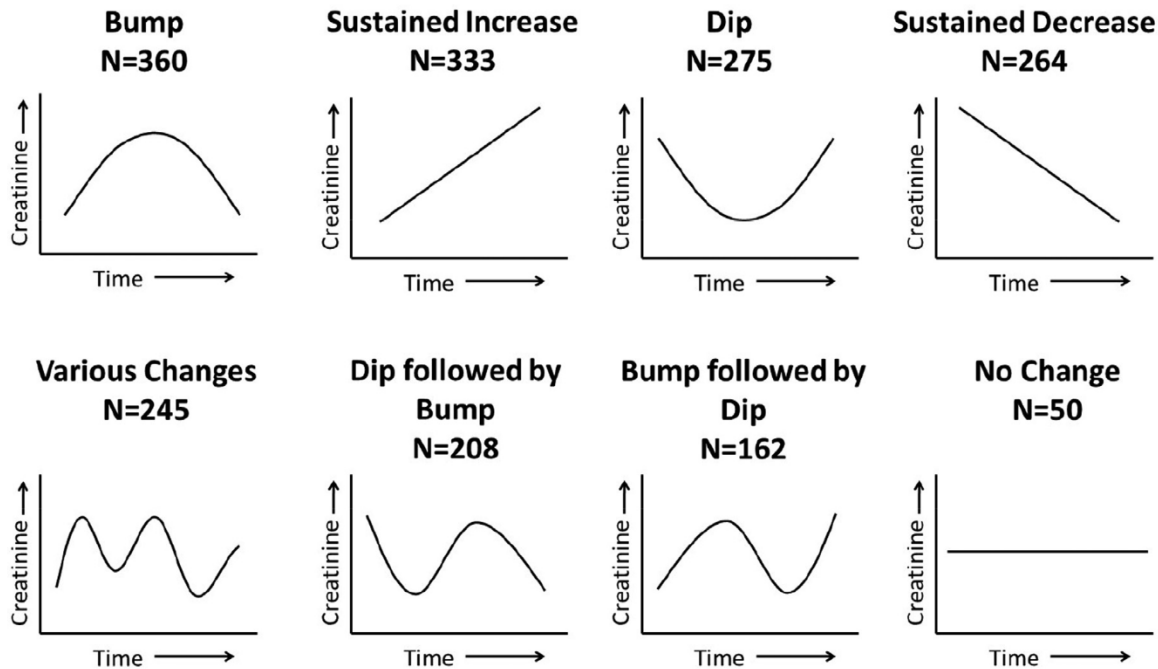 Bump
N=360
Creatinine
Time
Sustained Increase
N=333
Creatinine
Time
Dip
N=275
Creatinine
Time
Sustained Decrease
N=264
Creatinine
Time
Various Changes
N=245
Creatinine
Time
Dip followed by
Bump
N=208
Creatinine
Time
Bump followed by
Dip
N=162
Creatinine
Time
No Change
N=50
Creatinine
Time